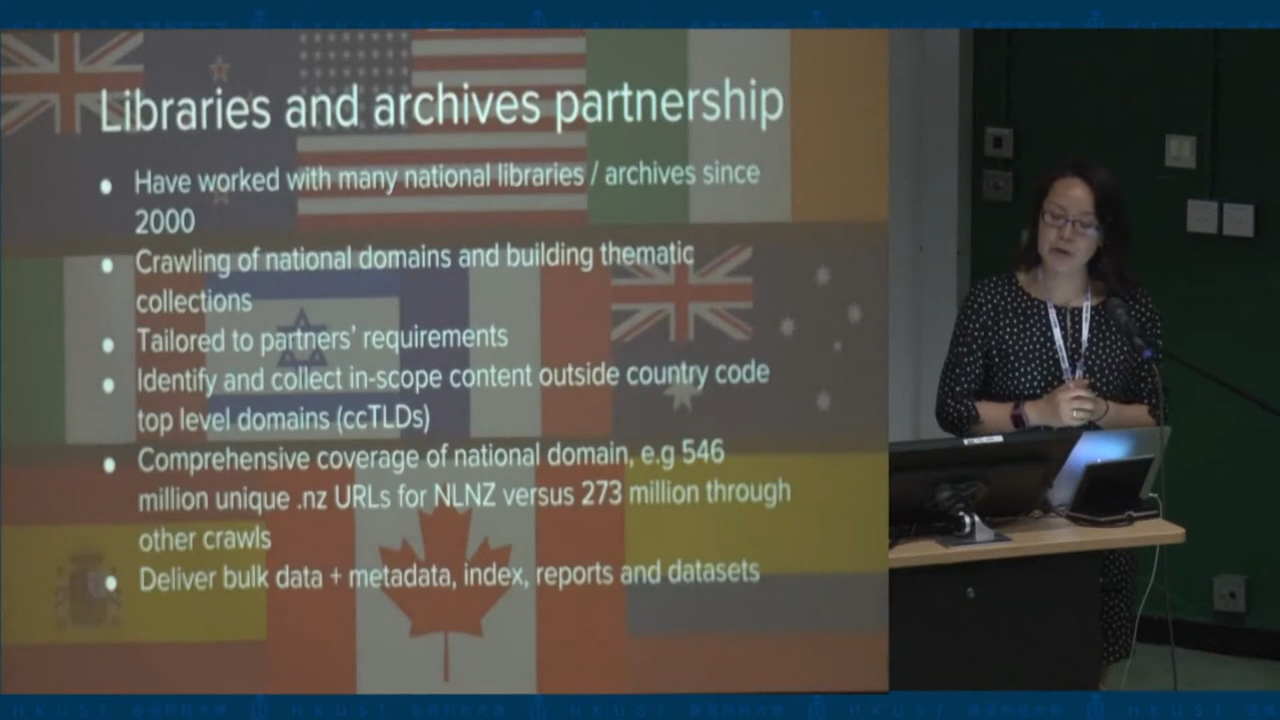 Libraries and archives partnership
● Have worked with many national libraries / archives since
2000
● Crawling of national domains and building thematic
collections
● Tailored to partners' requirements
● Identify and collect in-scope content outside country code
top level domains (ccTLDs)
● Comprehensive coverage of national domain, e.g 546
million unique .nz URLs for NLNZ versus 273 million through
other crawls
● Deliver bulk data + metadata, index, reports and datasets
HKUST